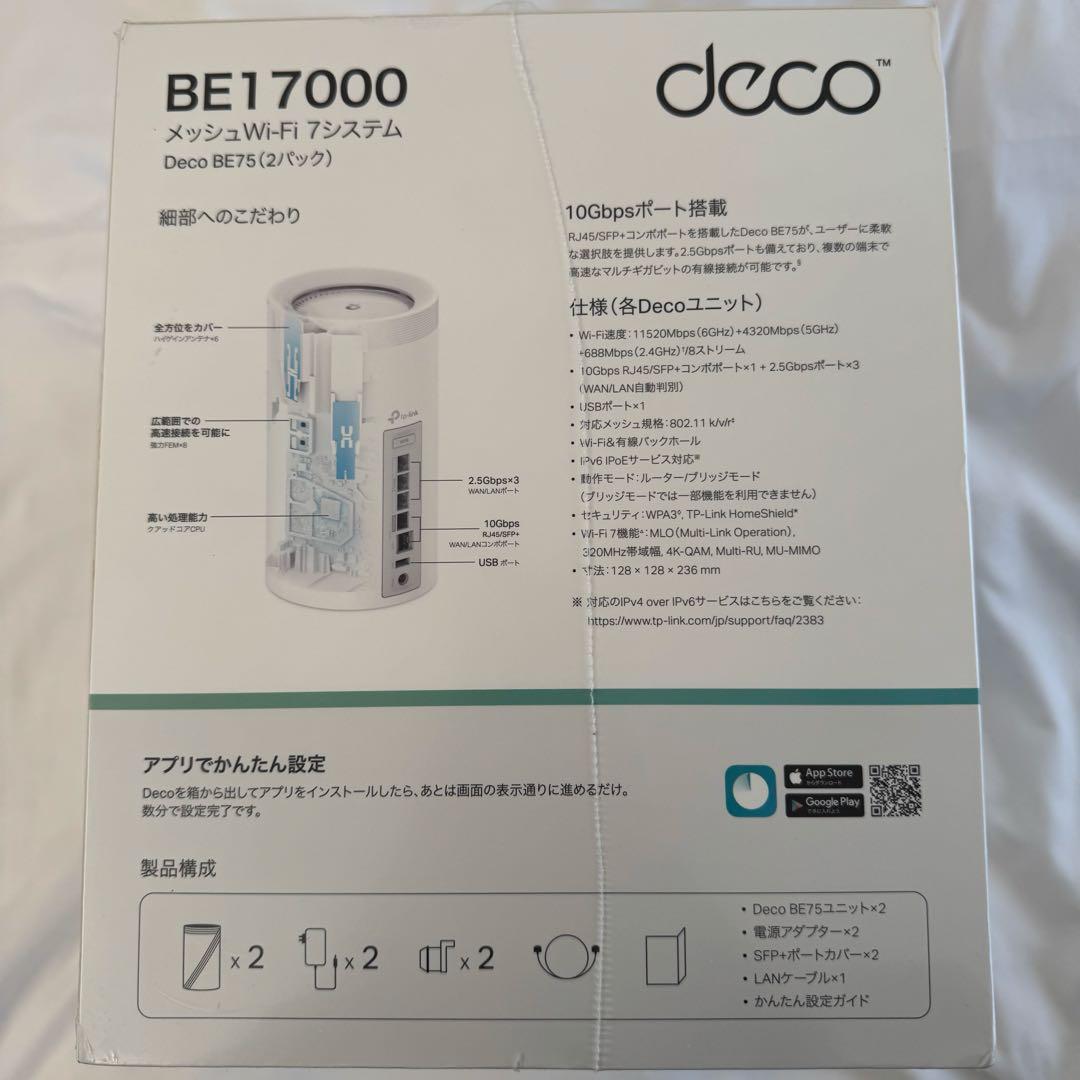 BE17000
メッシュWi-Fi 7システム
Deco BE75(2パック)
deco™
細部へのこだわり
全方位をカバー
ハイゲインアンテナ×6
広範囲での
高速接続を可能に
強力FEM×8
高い処理能力
クアッドコアCPU
tp-link
2.5Gbps×3
WAN/LANポート
10Gbps
RJ45/SFP+
WAN/LANコンボポート
USB ポート
10Gbpsポート搭載
RJ45/SFP+コンボポートを搭載したDeco BE75が、ユーザーに柔軟
な選択肢を提供します。2.5Gbpsポートも備えており、複数の端末で
高速なマルチギガビットの有線接続が可能です。§
仕様(各Decoユニット)
• Wi-Fi速度:11520Mbps(6GHz)+4320Mbps(5GHz)
+688Mbps(2.4GHz)†/8ストリーム
• 10Gbps RJ45/SFP+コンボポート×1 + 2.5Gbpsポート×3
(WAN/LAN自動判別)
• USBポート×1
• 対応メッシュ規格:802.11 k/v/r‡
• Wi-Fi&有線バックホール
• IPv6 IPoEサービス対応※
• 動作モード:ルーター/ブリッジモード
(ブリッジモードでは一部機能を利用できません)
• セキュリティ:WPA3°, TP-Link HomeShield*
• Wi-Fi 7機能^:MLO(Multi-Link Operation),
320MHz帯域幅, 4K-QAM, Multi-RU, MU-MIMO
• 寸法:128 × 128 × 236 mm
※ 対応のIPv4 over IPv6サービスはこちらをご覧ください:
https://www.tp-link.com/jp/support/faq/2383
アプリでかんたん設定
Decoを箱から出してアプリをインストールしたら、あとは画面の表示通りに進めるだけ。
数分で設定完了です。
App Store
からダウンロード
Google Play
で手に入れよう
製品構成
x 2
x 2
x 2
• Deco BE75ユニット×2
• 電源アダプター×2
• SFP+ポートカバー×2
• LANケーブル×1
• かんたん設定ガイド